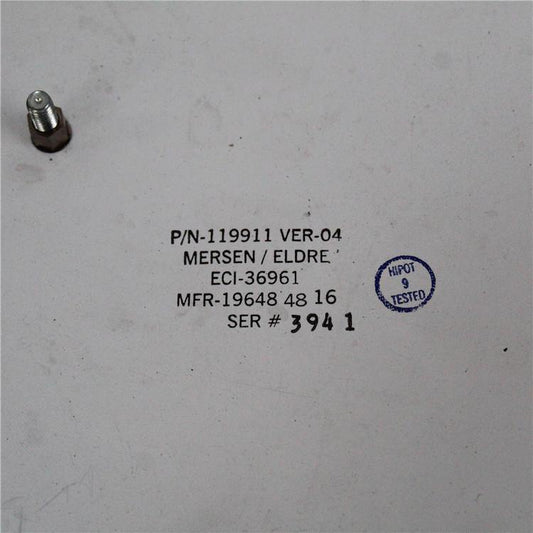 P/N-119911 VER-04
MERSEN / ELDRE
ECI-36961
MFR-19648 48 16
SER # 3941
HIPOT
9
TESTED